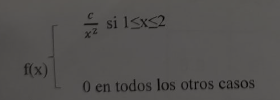 c/x² si 1≤x≤2
f(x)
0 en todos los otros casos